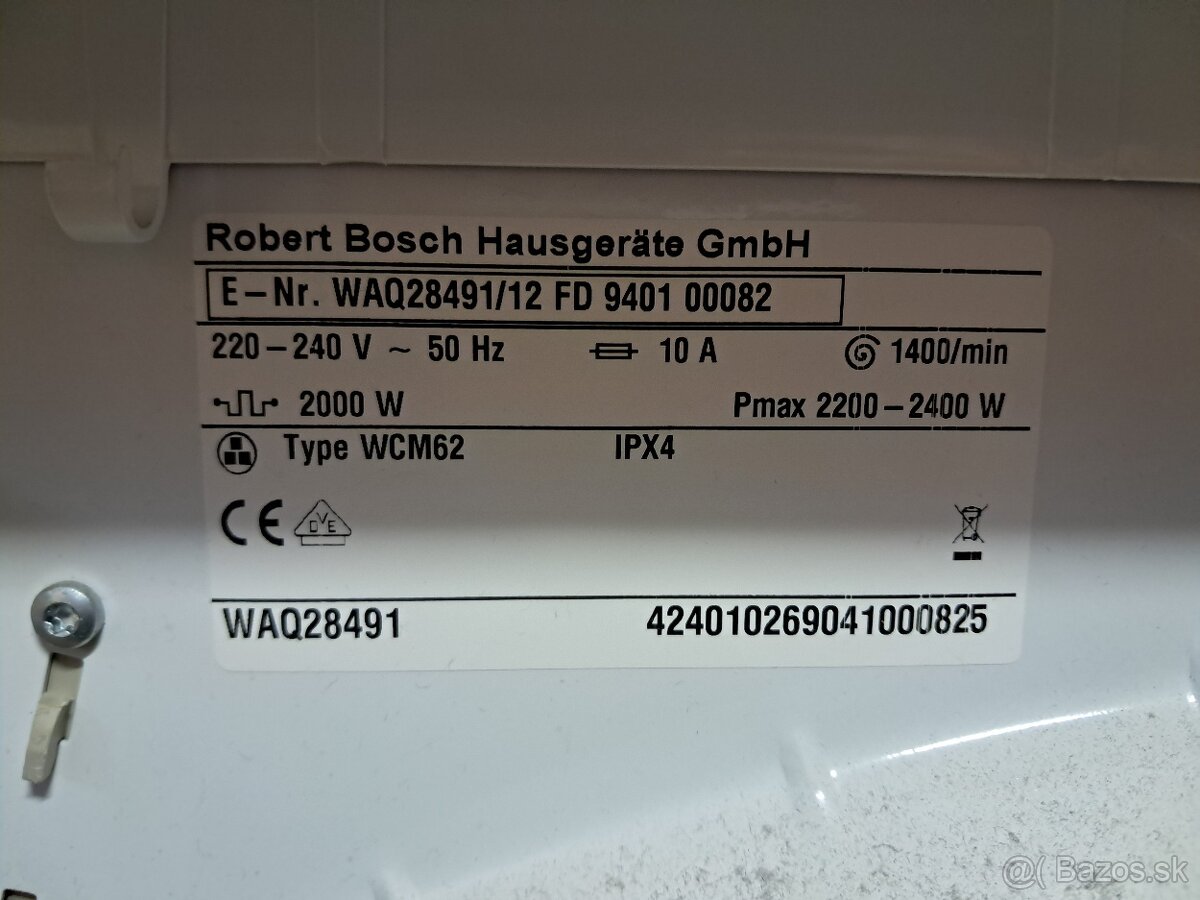 Robert Bosch Hausgeräte GmbH
E-Nr. WAQ28491/12 FD 9401 00082
220-240 V ~ 50 Hz 10 A 1400/min
2000 W Pmax 2200-2400 W
Type WCM62 IPX4
CE DVE
WAQ28491 424010269041000825
@( Bazos.sk